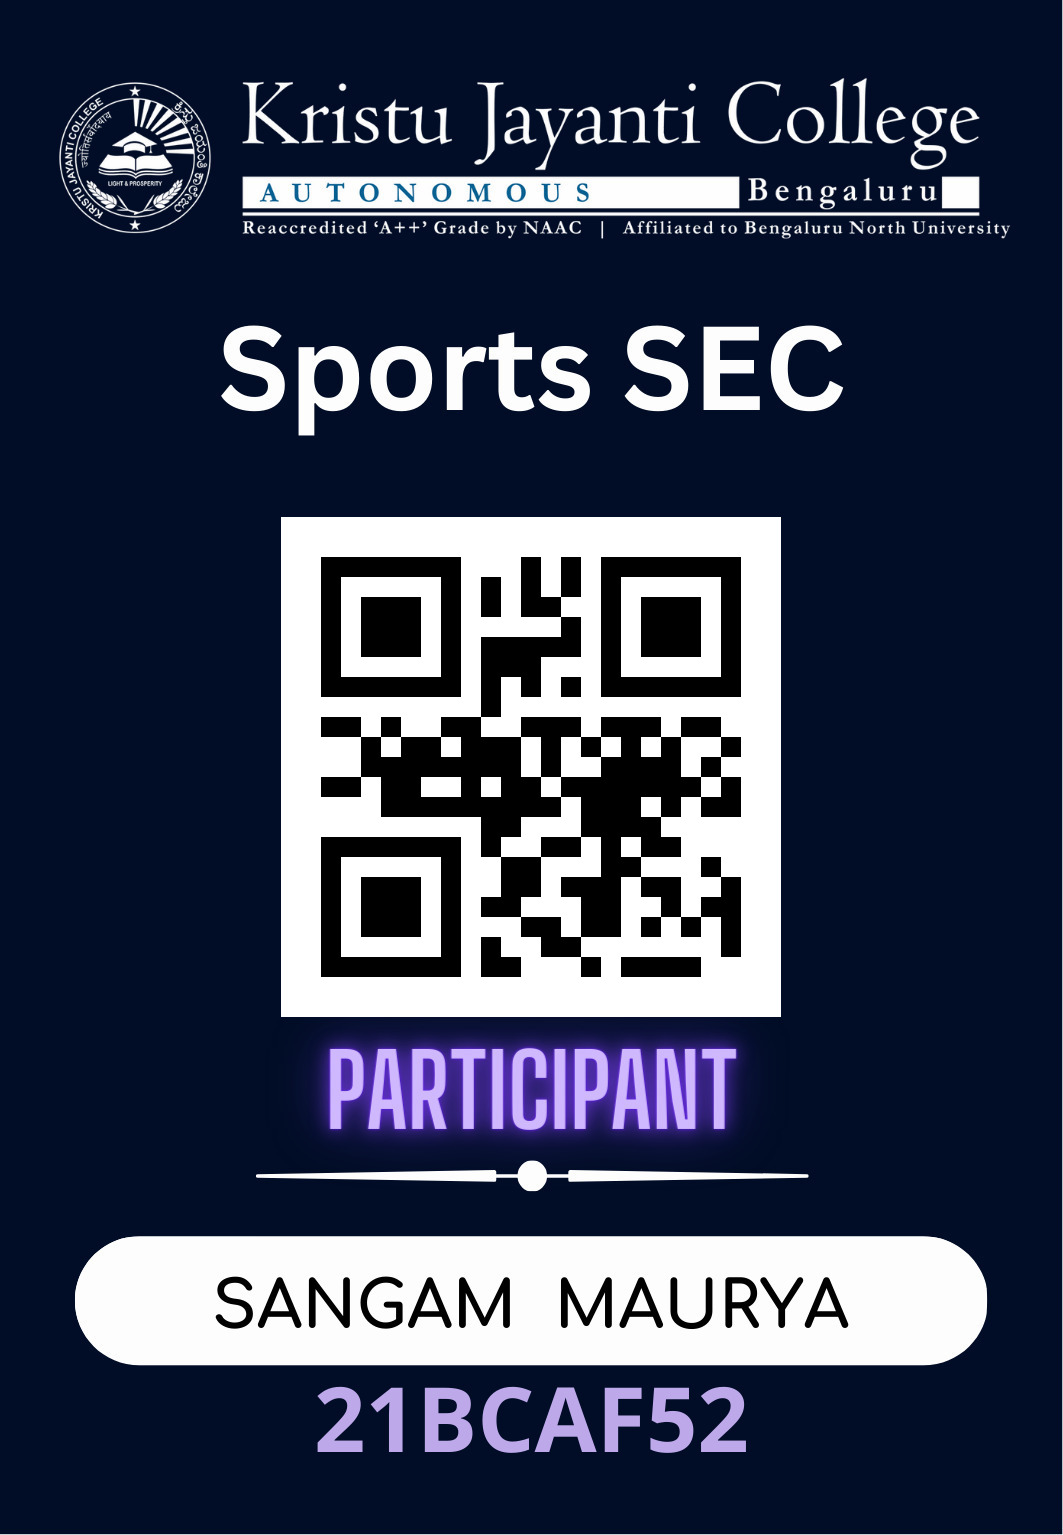 KRISTU JAYANTI COLLEGE
ಕ್ರಿಸ್ತು ಜಯಂತಿ ಕಾಲೇಜು
LIGHT & PROSPERITY
Kristu Jayanti College
AUTONOMOUS Bengaluru
Reaccredited ‘A++’ Grade by NAAC | Affiliated to Bengaluru North University
Sports SEC
PARTICIPANT
SANGAM MAURYA
21BCAF52